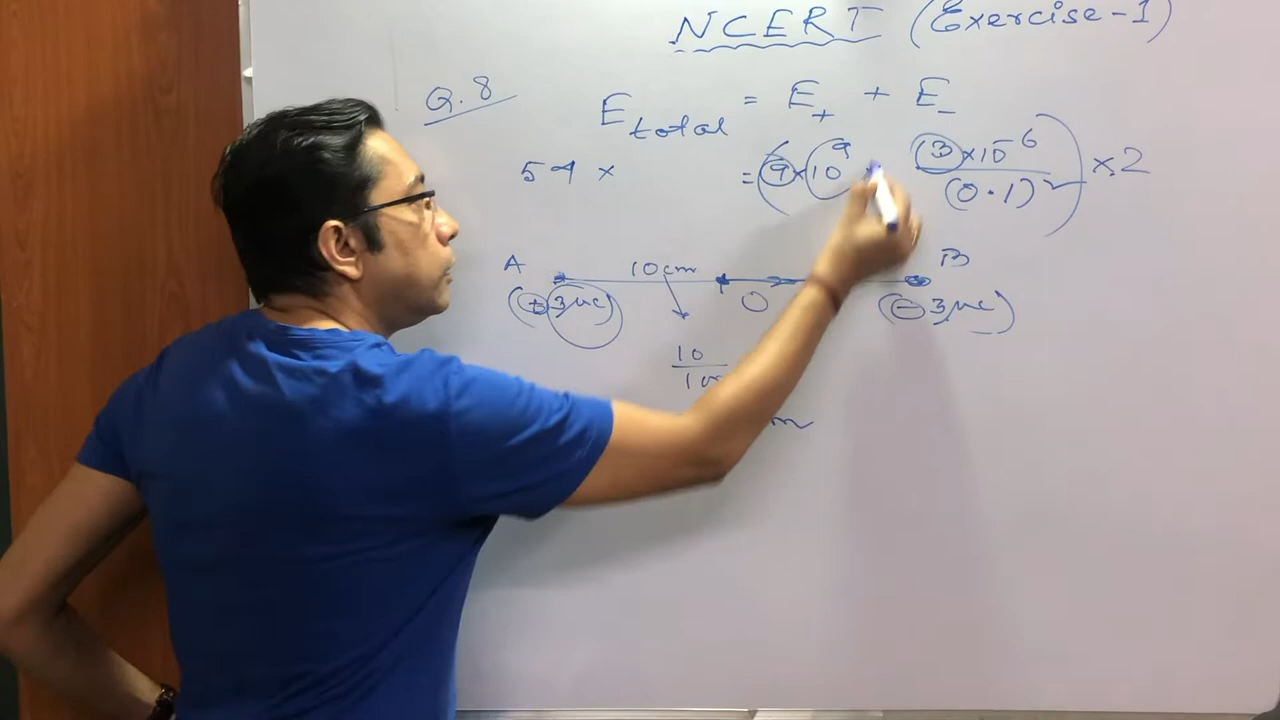 NCERT (Exercise-1)
Q.8
E total = E+ + E-
54 × = (9×10^9 (3×10^-6 / (0.1)^2) ×2
A 10cm O B
(+3μc) (-3μc)
10
m